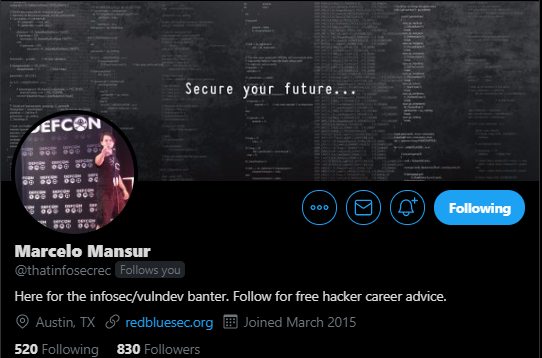 Secure your future...
DEFCON
Following
Marcelo Mansur
@thatinfosecrec Follows you
Here for the infosec/vulndev banter. Follow for free hacker career advice.
Austin, TX redbluesec.org Joined March 2015
520 Following 830 Followers